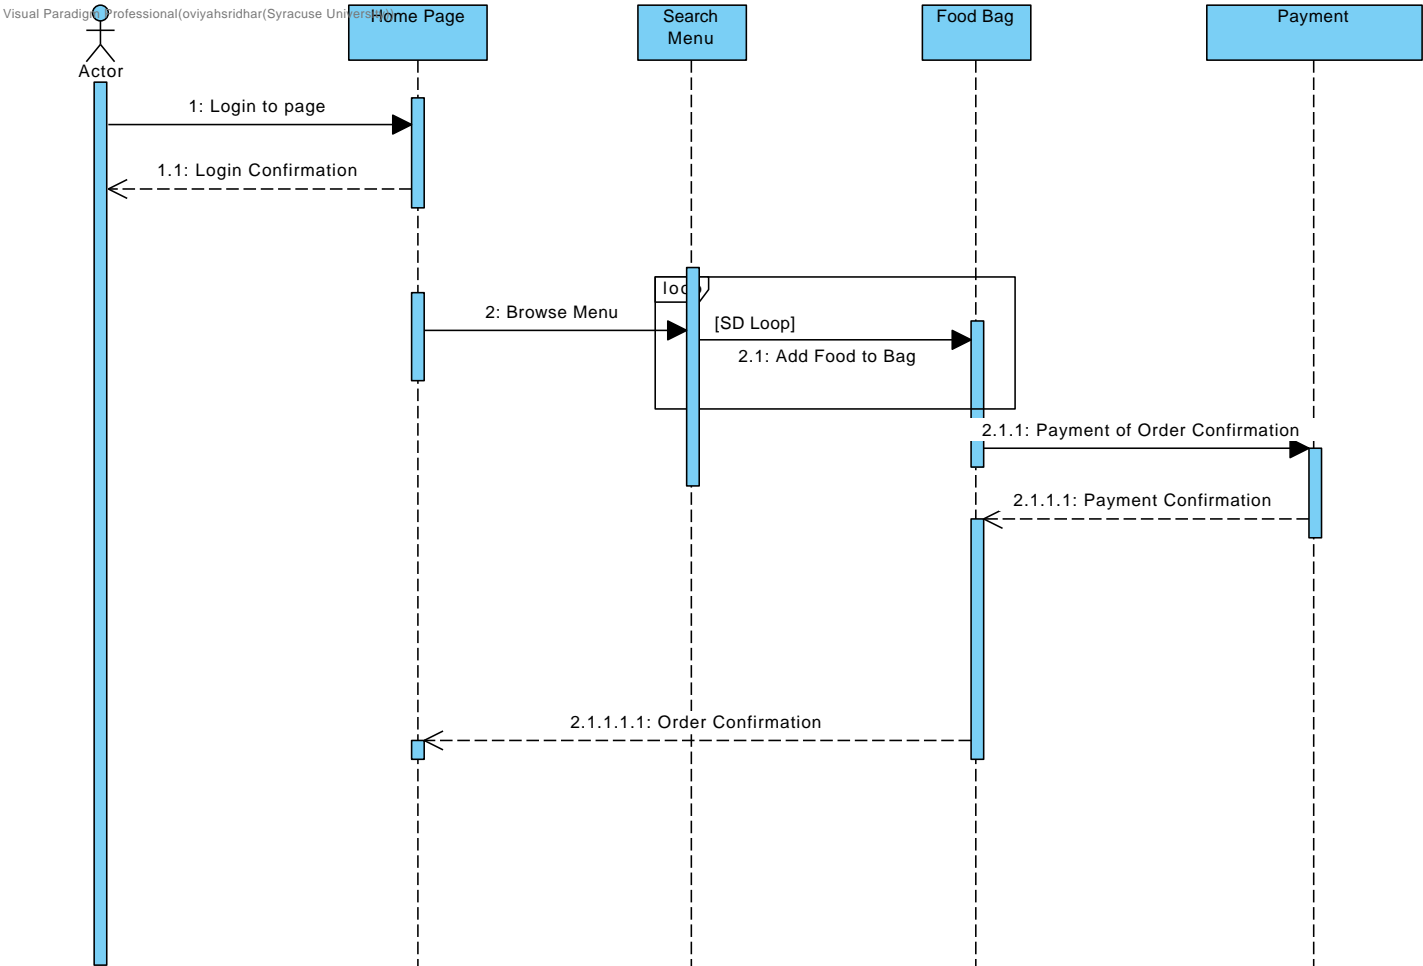 Visual Paradigm Professional(oviyahsridhar(Syracuse University))
Home Page
Search
Menu
Food Bag
Payment
Actor
1: Login to page
1.1: Login Confirmation
loop
2: Browse Menu
[SD Loop]
2.1: Add Food to Bag
2.1.1: Payment of Order Confirmation
2.1.1.1: Payment Confirmation
2.1.1.1.1: Order Confirmation